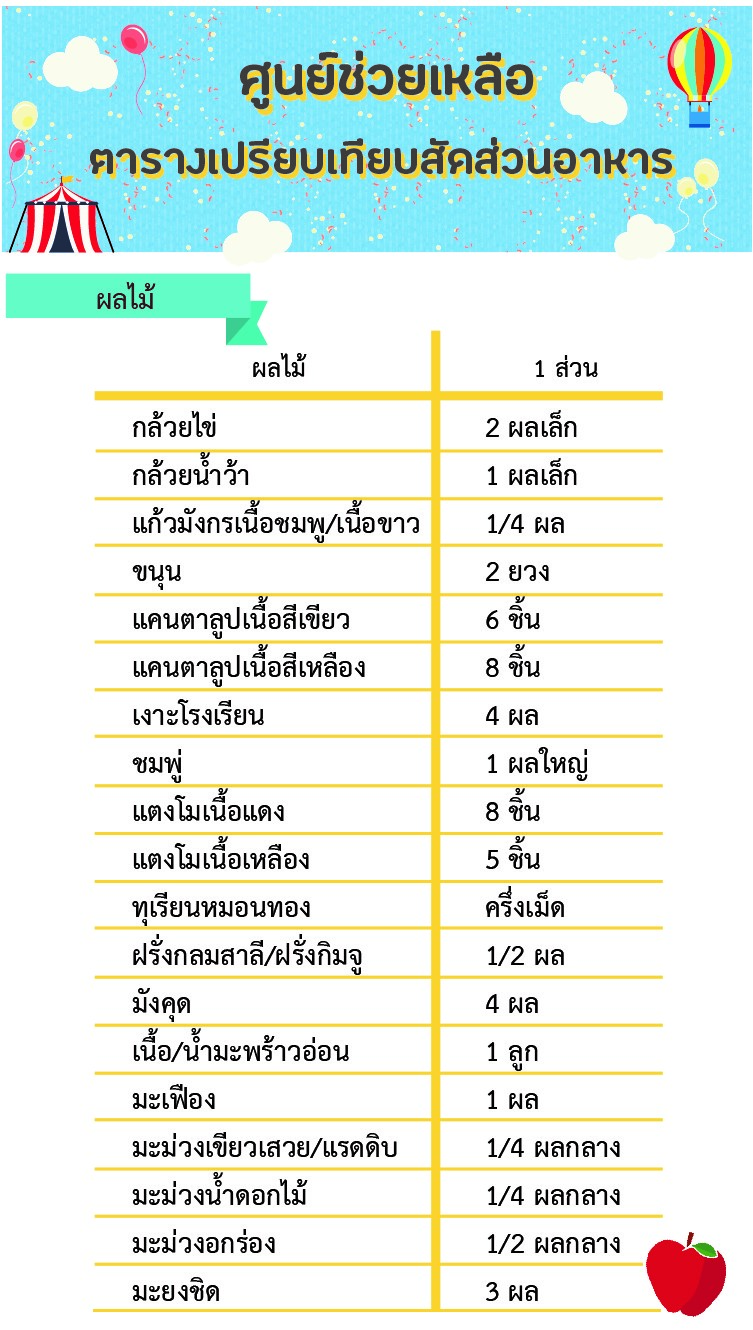 ศูนย์ช่วยเหลือ
ตารางเปรียบเทียบสัดส่วนอาหาร
ผลไม้
ผลไม้ 1 ส่วน
กล้วยไข่ 2 ผลเล็ก
กล้วยน้ำว้า 1 ผลเล็ก
แก้วมังกรเนื้อชมพู/เนื้อขาว 1/4 ผล
ขนุน 2 ยวง
แคนตาลูปเนื้อสีเขียว 6 ชิ้น
แคนตาลูปเนื้อสีเหลือง 8 ชิ้น
เงาะโรงเรียน 4 ผล
ชมพู่ 1 ผลใหญ่
แตงโมเนื้อแดง 8 ชิ้น
แตงโมเนื้อเหลือง 5 ชิ้น
ทุเรียนหมอนทอง ครึ่งเม็ด
ฝรั่งกลมสาลี/ฝรั่งกิมจู 1/2 ผล
มังคุด 4 ผล
เนื้อ/น้ำมะพร้าวอ่อน 1 ลูก
มะเฟือง 1 ผล
มะม่วงเขียวเสวย/แรดดิบ 1/4 ผลกลาง
มะม่วงน้ำดอกไม้ 1/4 ผลกลาง
มะม่วงอกร่อง 1/2 ผลกลาง
มะยงชิด 3 ผล